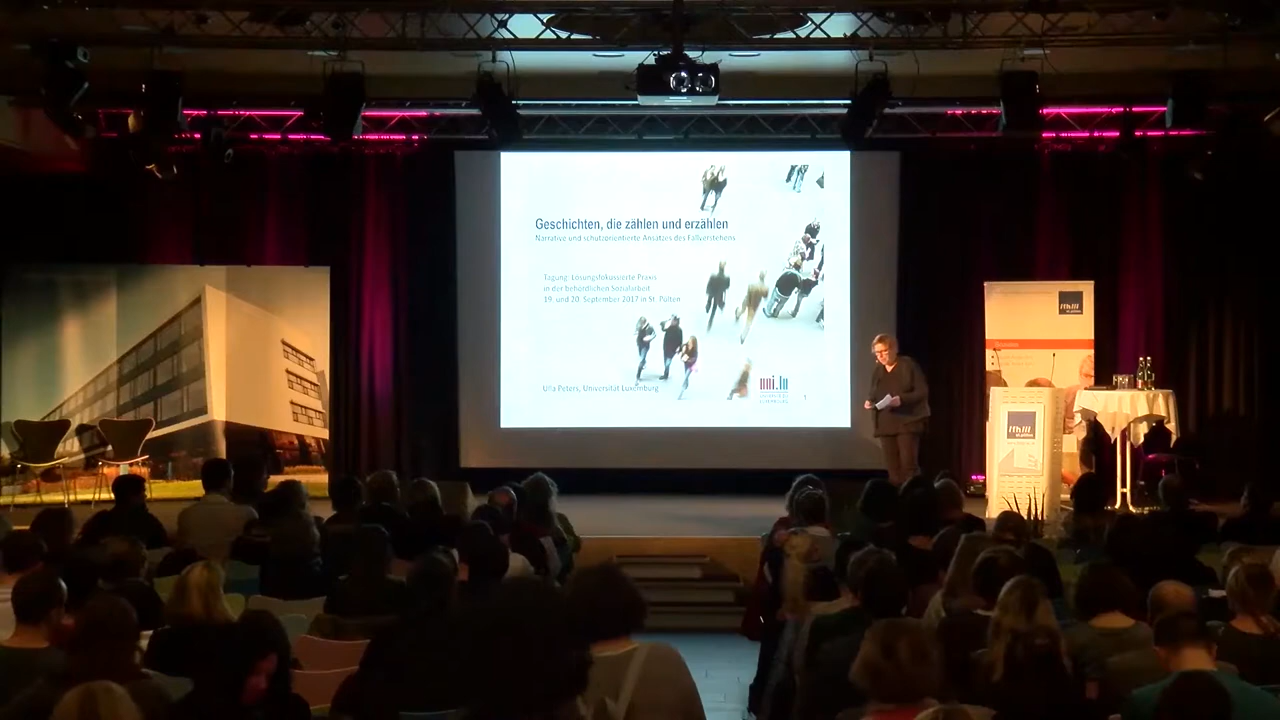 Geschichten, die zählen und erzählen
Narrative und schutzorientierte Ansätze des Fallverstehens
Tagung: Lösungsfokussierte Praxis
in der behördlichen Sozialarbeit
19. und 20. September 2017 in St. Pölten
Ulla Peters, Universität Luxemburg
uni.lu
1